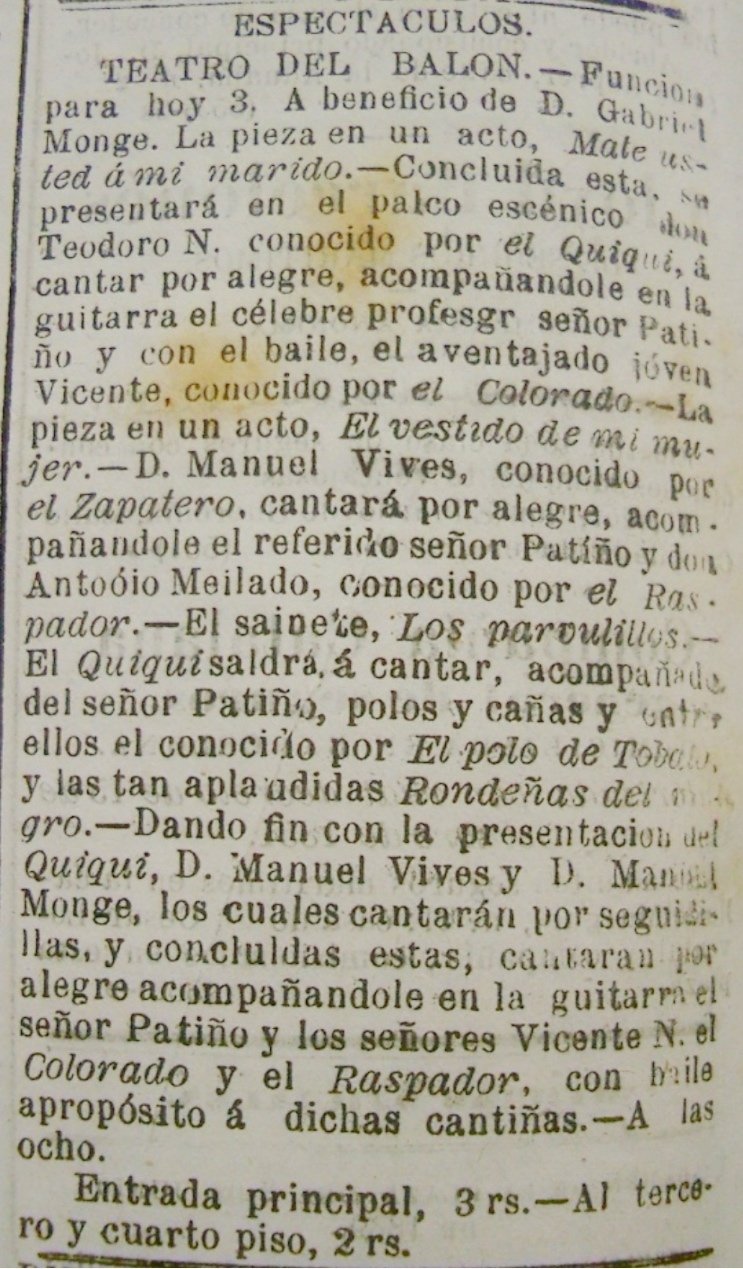 ESPECTACULOS.
TEATRO DEL BALON.—Funcion
para hoy 3. A beneficio de D. Gabriel
Monge. La pieza en un acto, Mate us-
ted á mi marido.—Concluida esta, se
presentará en el palco escénico don
Teodoro N. conocido por el Quiqui, á
cantar por alegre, acompañandole en la
guitarra el célebre profesgr señor Pati-
ño y con el baile, el aventajado jóven
Vicente, conocido por el Colorado.—La
pieza en un acto, El vestido de mi mu-
jer.—D. Manuel Vives, conocido por
el Zapatero, cantará por alegre, acom-
pañandole el referido señor Patiño y don
Antoóio Meilado, conocido por el Ras-
pador.—El sainete, Los parvulillos.—
El Quiqui saldrá, á cantar, acompañado
del señor Patiño, polos y cañas y entre
ellos el conocido por El polo de Tobalo,
y las tan aplaudidas Rondeñas del
gro.—Dando fin con la presentacion del
Quiqui, D. Manuel Vives y D. Manuel
Monge, los cuales cantarán por seguidi-
llas, y concluldas estas, cantaran por
alegre acompañandole en la guitarra el
señor Patiño y los señores Vicente N. el
Colorado y el Raspador, con baile
apropósito á dichas cantiñas.—A las
ocho.
Entrada principal, 3 rs.—Al terce-
ro y cuarto piso, 2 rs.